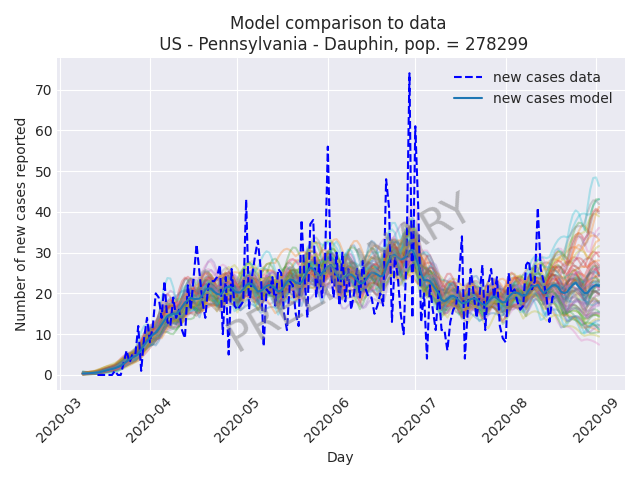 Model comparison to data
US - Pennsylvania - Dauphin, pop. = 278299
new cases data
new cases model
PRELIMINARY
Number of new cases reported
70
60
50
40
30
20
10
0
2020-03
2020-04
2020-05
2020-06
2020-07
2020-08
2020-09
Day